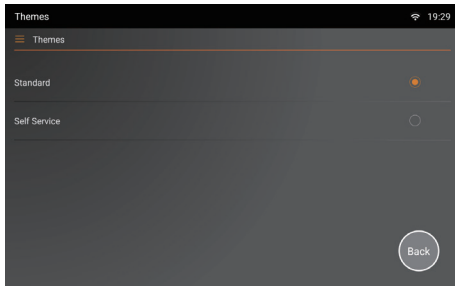 Themes 19:29
Themes
Standard
Self Service
Back